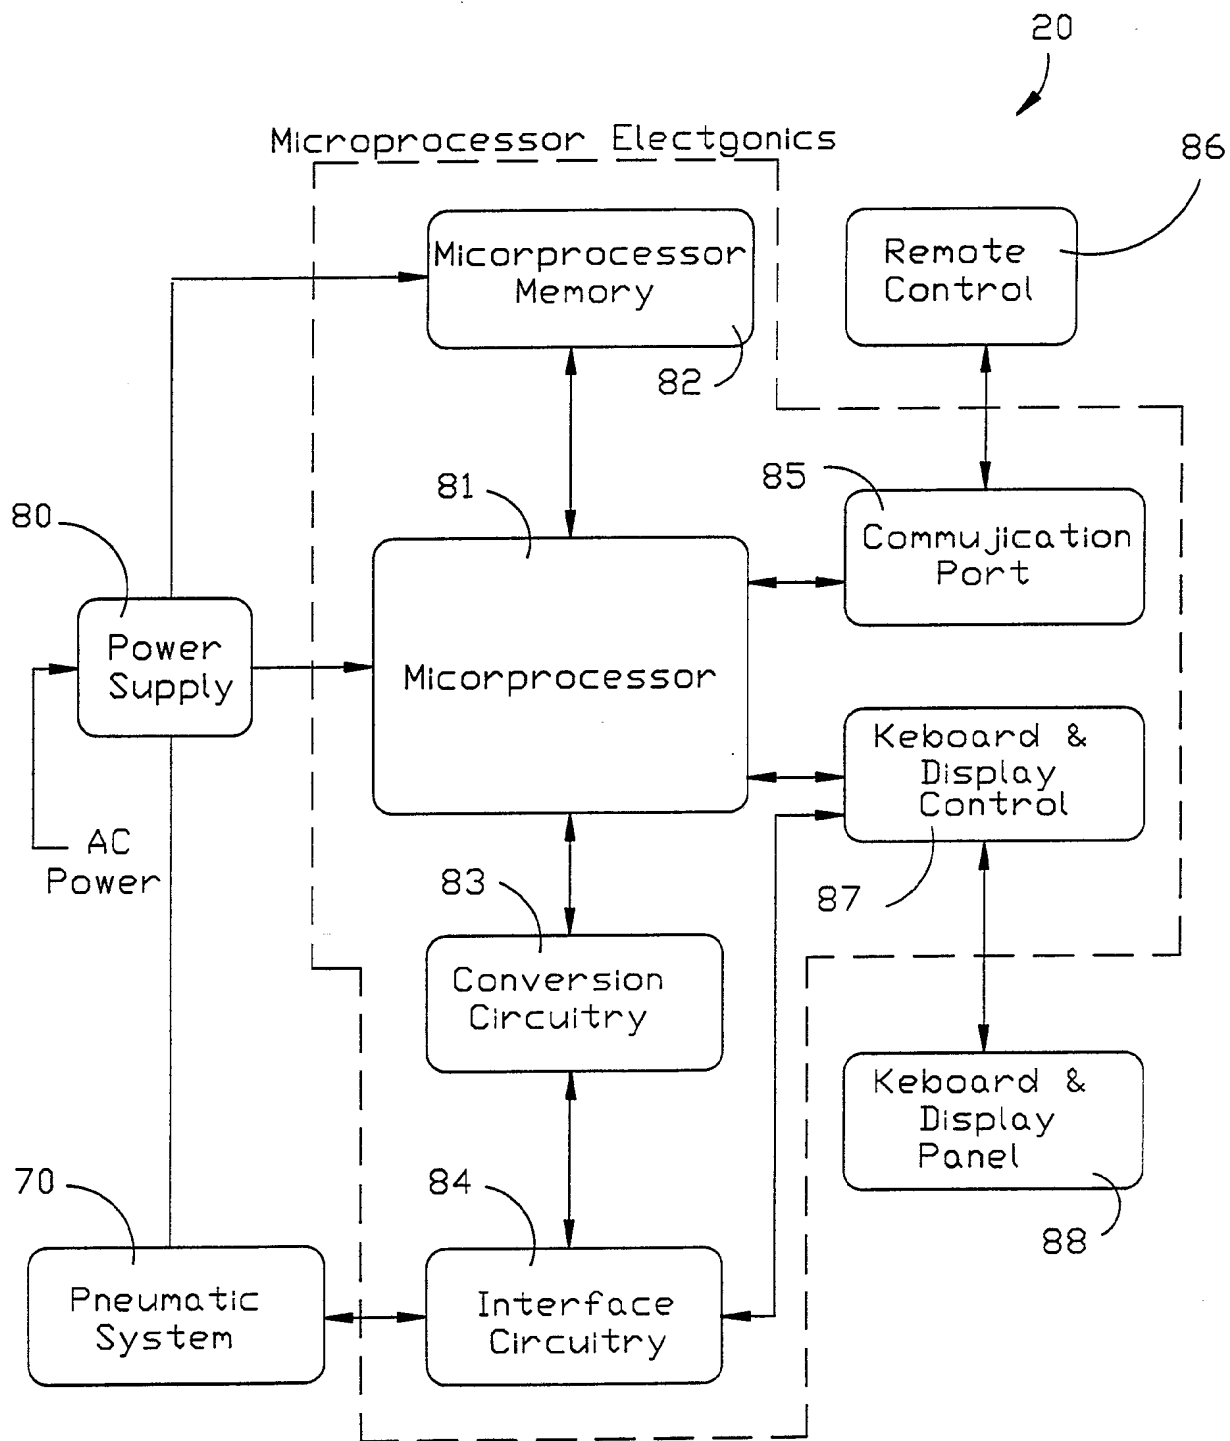 20
Microprocessor Electgonics
86
Micorprocessor
Memory
82
Remote
Control
80
81
85
Commujication
Port
Power
Supply
Micorprocessor
Keboard &
Display
Control
AC
Power
83
87
Conversion
Circuitry
Keboard &
Display
Panel
70
84
88
Pneumatic
System
Interface
Circuitry